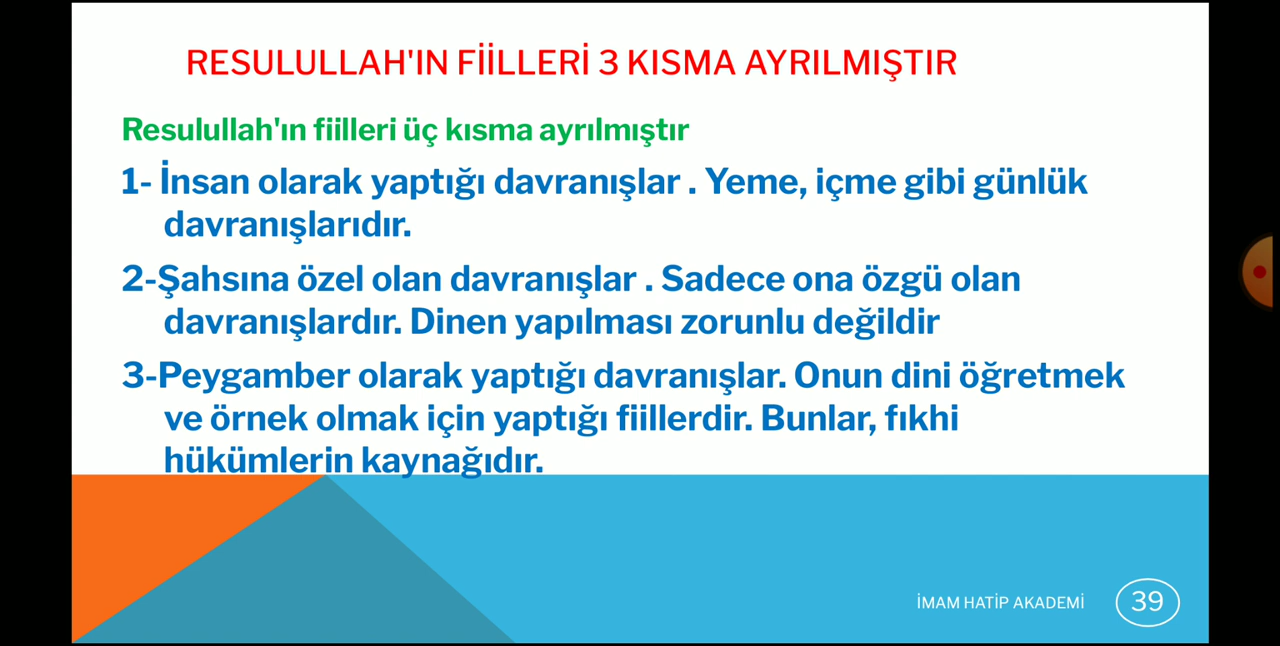 RESULULLAH'IN FİİLLERİ 3 KISMA AYRILMIŞTIR
Resulullah'ın fiilleri üç kısma ayrılmıştır
1- İnsan olarak yaptığı davranışlar . Yeme, içme gibi günlük
davranışlarıdır.
2-Şahsına özel olan davranışlar . Sadece ona özgü olan
davranışlardır. Dinen yapılması zorunlu değildir
3-Peygamber olarak yaptığı davranışlar. Onun dini öğretmek
ve örnek olmak için yaptığı fiillerdir. Bunlar, fıkhi
hükümlerin kaynağıdır.
İMAM HATİP AKADEMİ
39